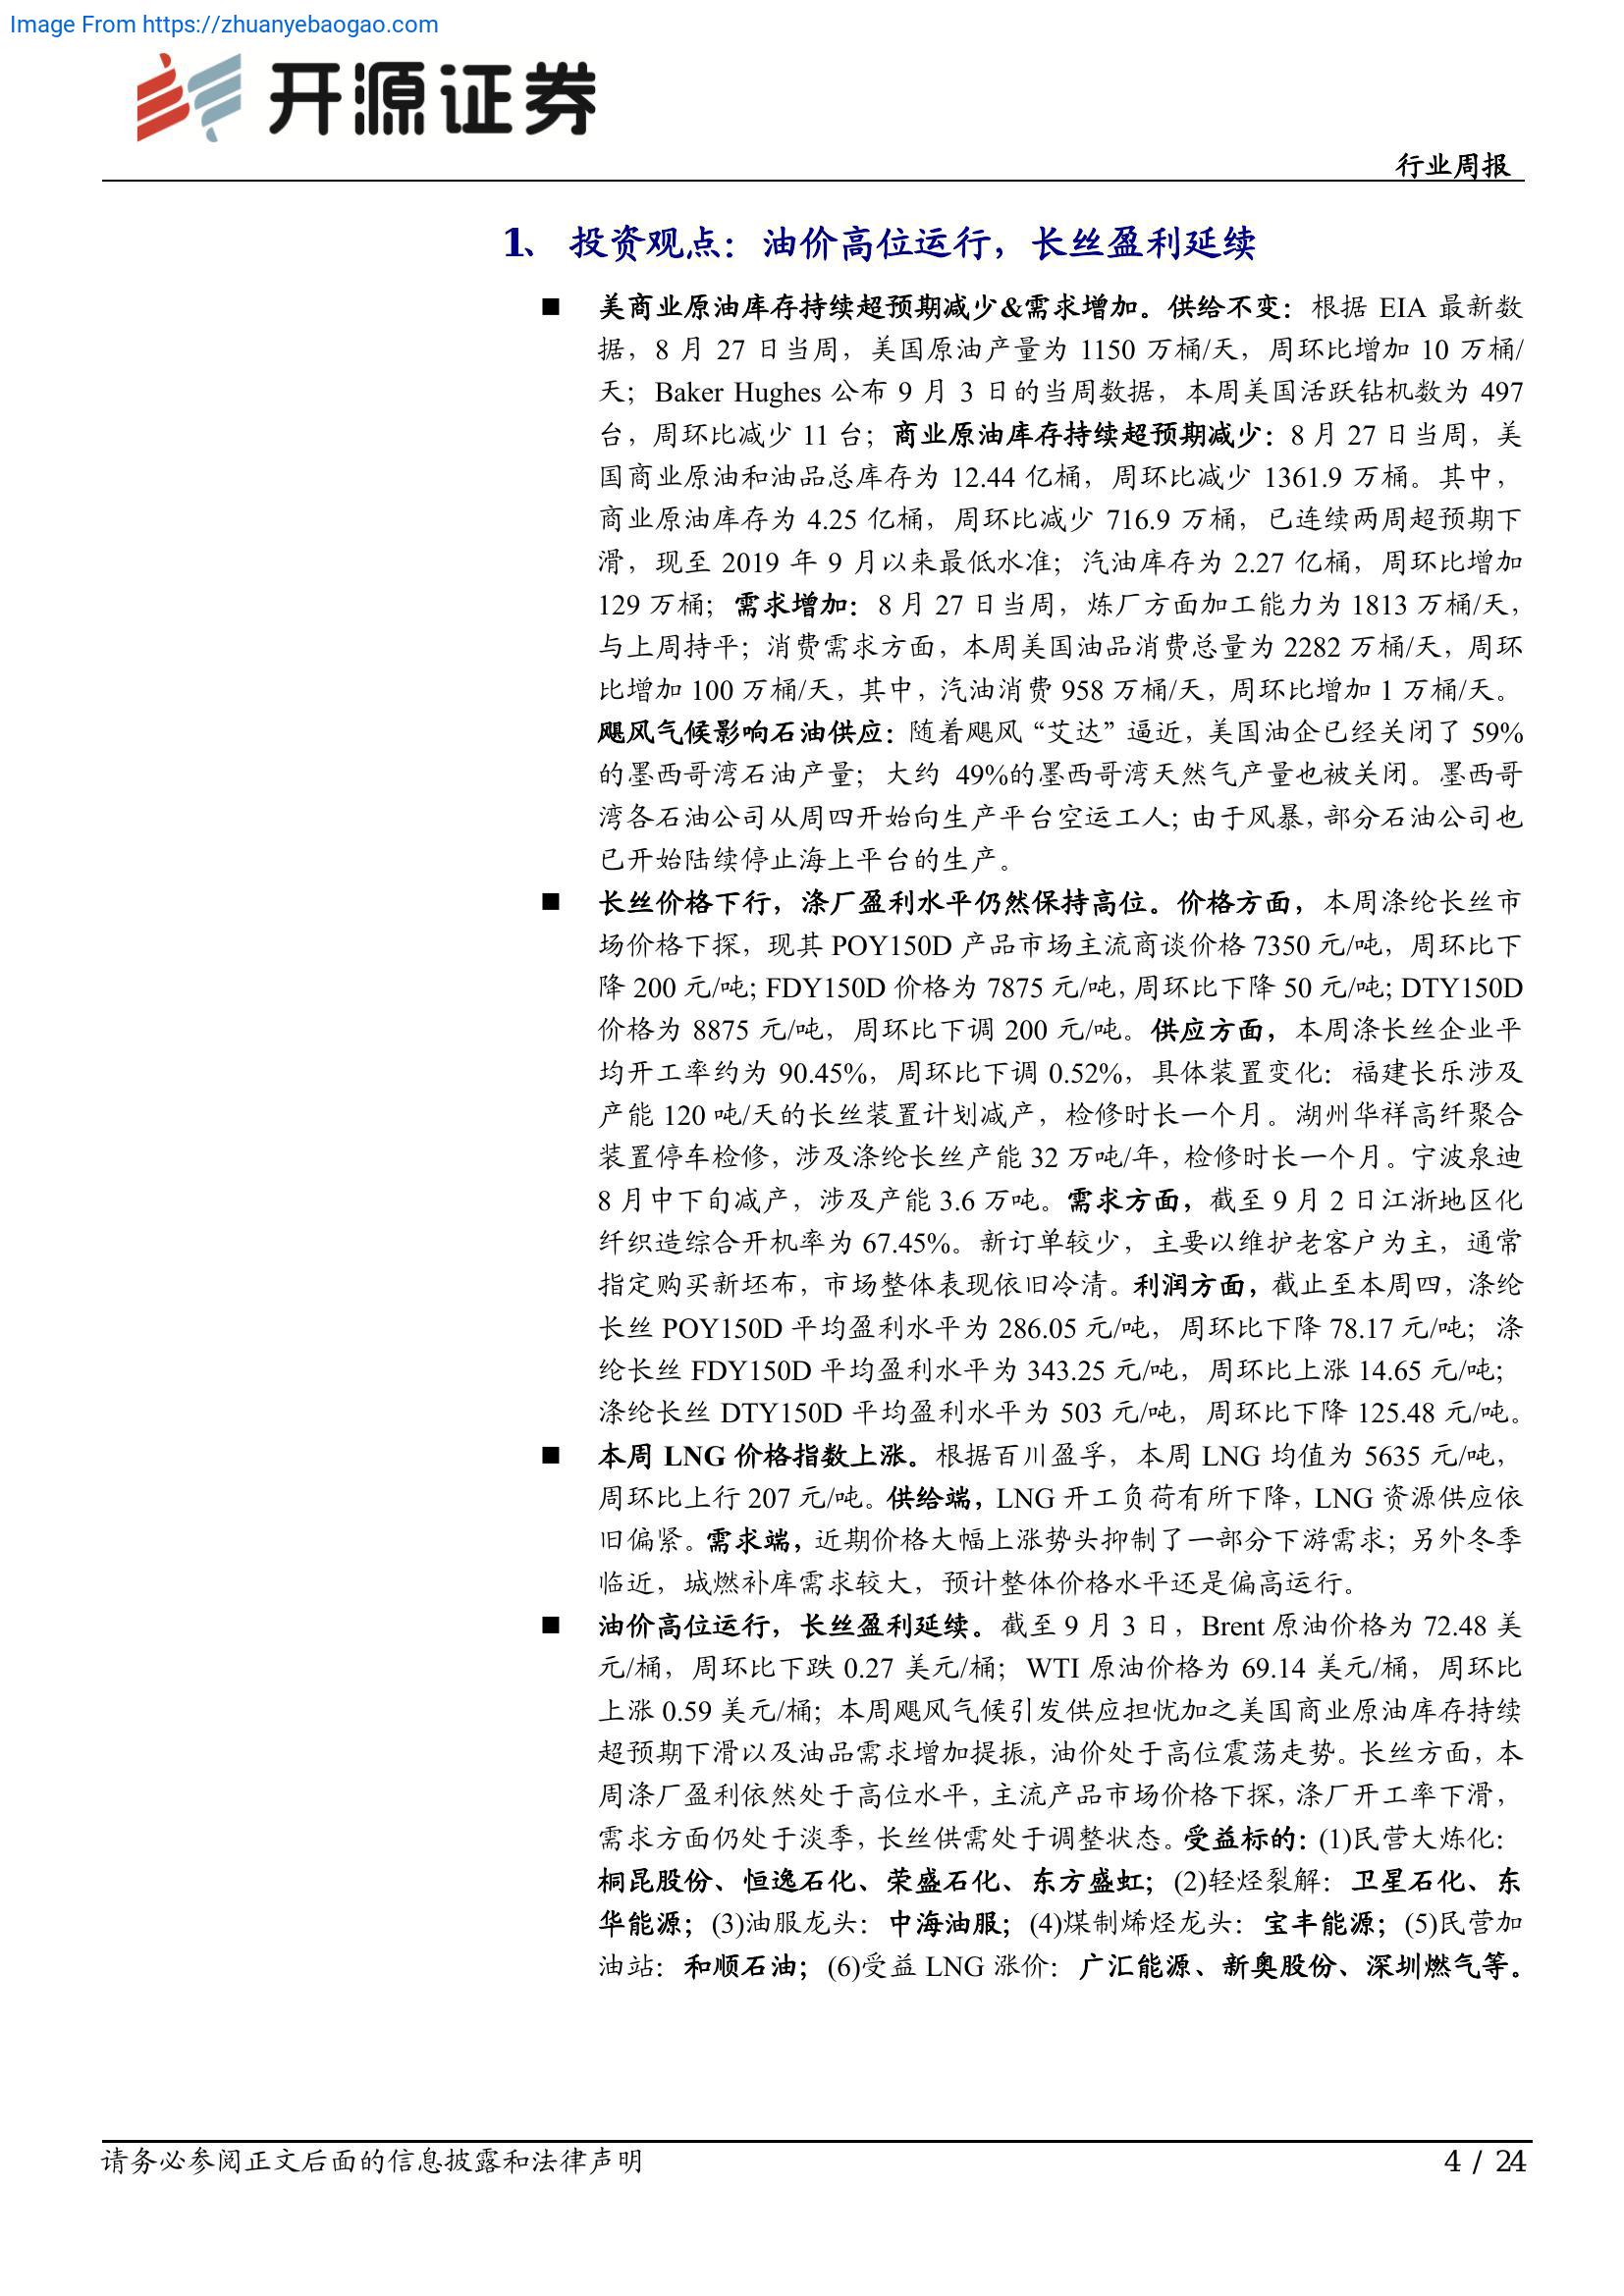 Image From https://zhuanyebaogao.com
开源证券
行业周报
1、 投资观点：油价高位运行，长丝盈利延续
■ 美商业原油库存持续超预期减少&需求增加。供给不变：根据 EIA 最新数
据，8 月 27 日当周，美国原油产量为 1150 万桶/天，周环比增加 10 万桶/
天；Baker Hughes 公布 9 月 3 日的当周数据，本周美国活跃钻机数为 497
台，周环比减少 11 台；商业原油库存持续超预期减少：8 月 27 日当周，美
国商业原油和油品总库存为 12.44 亿桶，周环比减少 1361.9 万桶。其中，
商业原油库存为 4.25 亿桶，周环比减少 716.9 万桶，已连续两周超预期下
滑，现至 2019 年 9 月以来最低水准；汽油库存为 2.27 亿桶，周环比增加
129 万桶；需求增加：8 月 27 日当周，炼厂方面加工能力为 1813 万桶/天，
与上周持平；消费需求方面，本周美国油品消费总量为 2282 万桶/天，周环
比增加 100 万桶/天，其中，汽油消费 958 万桶/天，周环比增加 1 万桶/天。
飓风气候影响石油供应：随着飓风“艾达”逼近，美国油企已经关闭了 59%
的墨西哥湾石油产量；大约 49%的墨西哥湾天然气产量也被关闭。墨西哥
湾各石油公司从周四开始向生产平台空运工人；由于风暴，部分石油公司也
已开始陆续停止海上平台的生产。
■ 长丝价格下行，涤厂盈利水平仍然保持高位。价格方面，本周涤纶长丝市
场价格下探，现其 POY150D 产品市场主流商谈价格 7350 元/吨，周环比下
降 200 元/吨；FDY150D 价格为 7875 元/吨，周环比下降 50 元/吨；DTY150D
价格为 8875 元/吨，周环比下调 200 元/吨。供应方面，本周涤长丝企业平
均开工率约为 90.45%，周环比下调 0.52%，具体装置变化：福建长乐涉及
产能 120 吨/天的长丝装置计划减产，检修时长一个月。湖州华祥高纤聚合
装置停车检修，涉及涤纶长丝产能 32 万吨/年，检修时长一个月。宁波泉迪
8 月中下旬减产，涉及产能 3.6 万吨。需求方面，截至 9 月 2 日江浙地区化
纤织造综合开机率为 67.45%。新订单较少，主要以维护老客户为主，通常
指定购买新坯布，市场整体表现依旧冷清。利润方面，截止至本周四，涤纶
长丝 POY150D 平均盈利水平为 286.05 元/吨，周环比下降 78.17 元/吨；涤
纶长丝 FDY150D 平均盈利水平为 343.25 元/吨，周环比上涨 14.65 元/吨；
涤纶长丝 DTY150D 平均盈利水平为 503 元/吨，周环比下降 125.48 元/吨。
■ 本周 LNG 价格指数上涨。根据百川盈孚，本周 LNG 均值为 5635 元/吨，
周环比上行 207 元/吨。供给端，LNG 开工负荷有所下降，LNG 资源供应依
旧偏紧。需求端，近期价格大幅上涨势头抑制了一部分下游需求；另外冬季
临近，城燃补库需求较大，预计整体价格水平还是偏高运行。
■ 油价高位运行，长丝盈利延续。截至 9 月 3 日，Brent 原油价格为 72.48 美
元/桶，周环比下跌 0.27 美元/桶；WTI 原油价格为 69.14 美元/桶，周环比
上涨 0.59 美元/桶；本周飓风气候引发供应担忧加之美国商业原油库存持续
超预期下滑以及油品需求增加提振，油价处于高位震荡走势。长丝方面，本
周涤厂盈利依然处于高位水平，主流产品市场价格下探，涤厂开工率下滑，
需求方面仍处于淡季，长丝供需处于调整状态。受益标的：(1)民营大炼化：
桐昆股份、恒逸石化、荣盛石化、东方盛虹；(2)轻烃裂解：卫星石化、东
华能源；(3)油服龙头：中海油服；(4)煤制烯烃龙头：宝丰能源；(5)民营加
油站：和顺石油；(6)受益 LNG 涨价：广汇能源、新奥股份、深圳燃气等。
请务必参阅正文后面的信息披露和法律声明
4 / 24